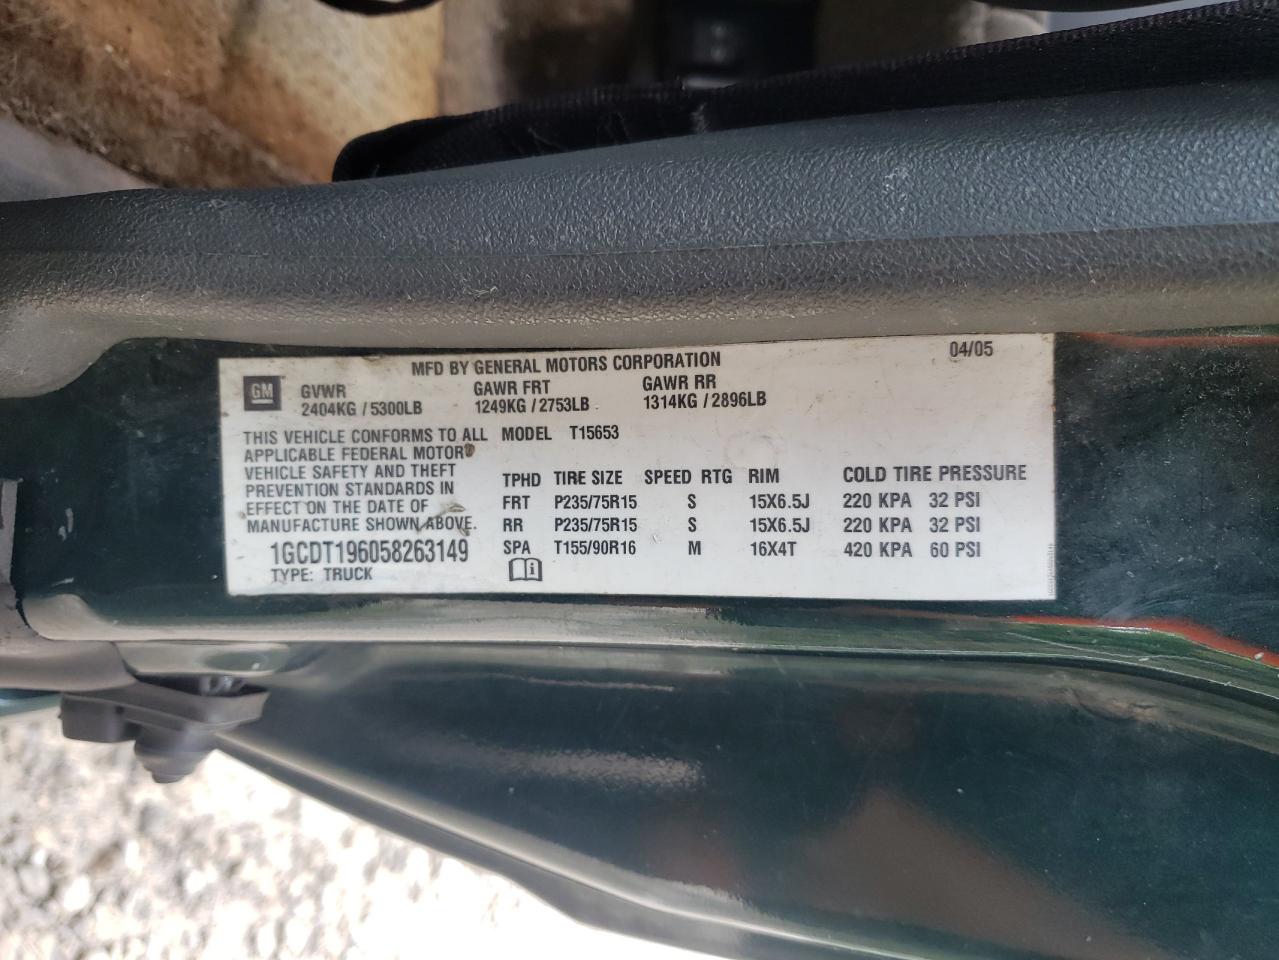 MFD BY GENERAL MOTORS CORPORATION 04/05
GM
GVWR GAWR FRT GAWR RR
2404KG / 5300LB 1249KG / 2753LB 1314KG / 2896LB
THIS VEHICLE CONFORMS TO ALL
APPLICABLE FEDERAL MOTOR
VEHICLE SAFETY AND THEFT
PREVENTION STANDARDS IN
EFFECT ON THE DATE OF
MANUFACTURE SHOWN ABOVE.
1GCDT196058263149
TYPE: TRUCK
MODEL T15653
TPHD TIRE SIZE SPEED RTG RIM COLD TIRE PRESSURE
FRT P235/75R15 S 15X6.5J 220 KPA 32 PSI
RR P235/75R15 S 15X6.5J 220 KPA 32 PSI
SPA T155/90R16 M 16X4T 420 KPA 60 PSI
i